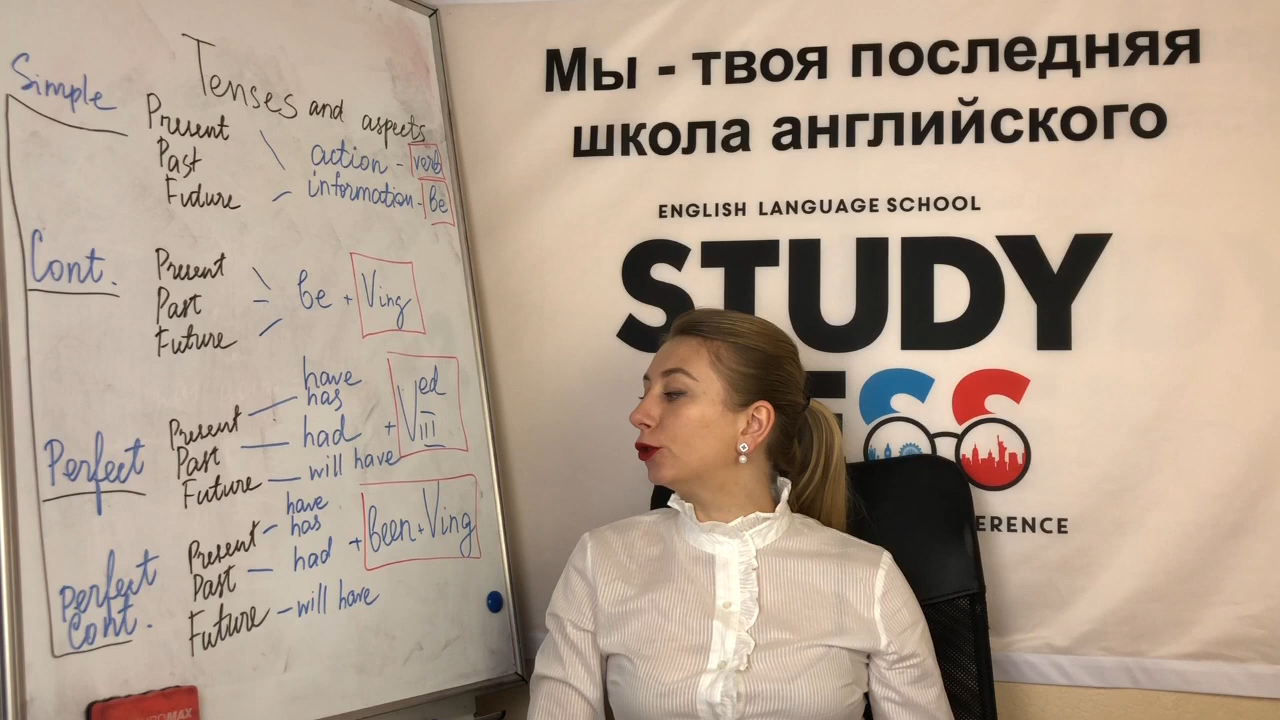 Tenses and aspects
Simple
Present
Past
Future
action - verb
information - Be
Cont.
Present
Past
Future
be + Ving
Perfect
Present
Past
Future
have
has
had
will have
+ Ved
III
Perfect
Cont.
Present
Past
Future
have
has
had
will have
+ been + Ving
Мы - твоя последняя
школа английского
ENGLISH LANGUAGE SCHOOL
STUDY